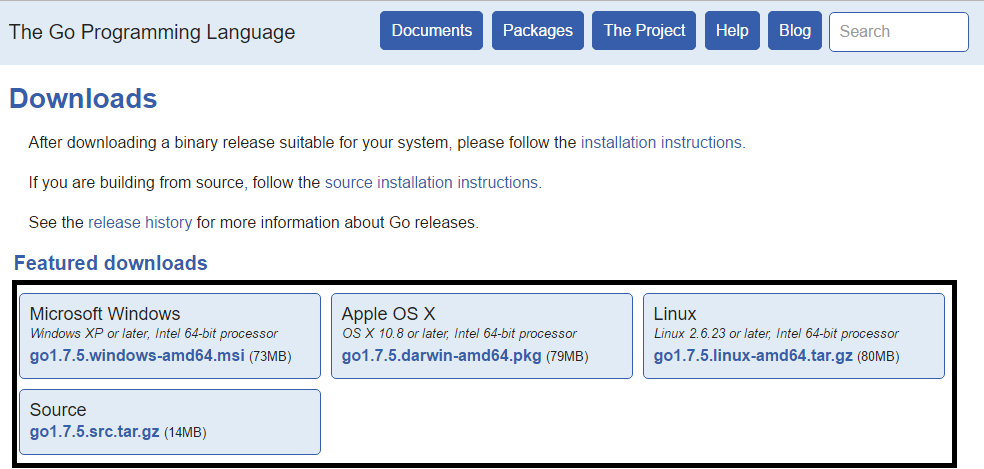 The Go Programming Language
Documents
Packages
The Project
Help
Blog
Search
Downloads
After downloading a binary release suitable for your system, please follow the installation instructions.
If you are building from source, follow the source installation instructions.
See the release history for more information about Go releases.
Featured downloads
Microsoft Windows
Windows XP or later, Intel 64-bit processor
go1.7.5.windows-amd64.msi (73MB)
Apple OS X
OS X 10.8 or later, Intel 64-bit processor
go1.7.5.darwin-amd64.pkg (79MB)
Linux
Linux 2.6.23 or later, Intel 64-bit processor
go1.7.5.linux-amd64.tar.gz (80MB)
Source
go1.7.5.src.tar.gz (14MB)